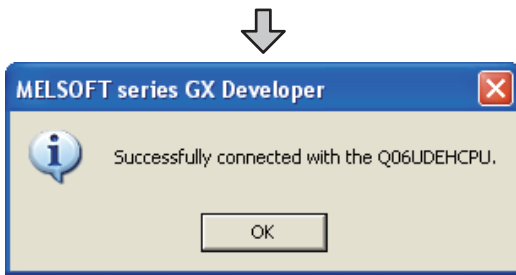 MELSOFT series GX Developer
Successfully connected with the Q06UDEHCPU.
OK